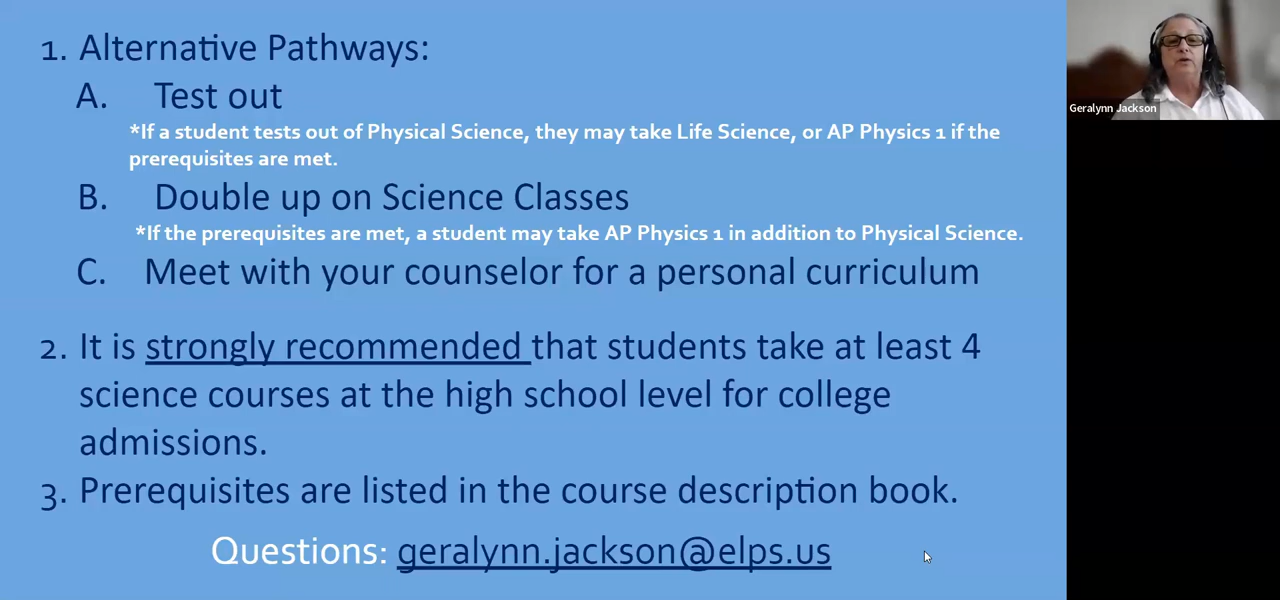 1. Alternative Pathways:
A. Test out
*If a student tests out of Physical Science, they may take Life Science, or AP Physics 1 if the
prerequisites are met.
B. Double up on Science Classes
*If the prerequisites are met, a student may take AP Physics 1 in addition to Physical Science.
C. Meet with your counselor for a personal curriculum
2. It is strongly recommended that students take at least 4
science courses at the high school level for college
admissions.
3. Prerequisites are listed in the course description book.
Questions: geralynn.jackson@elps.us
Geralynn Jackson